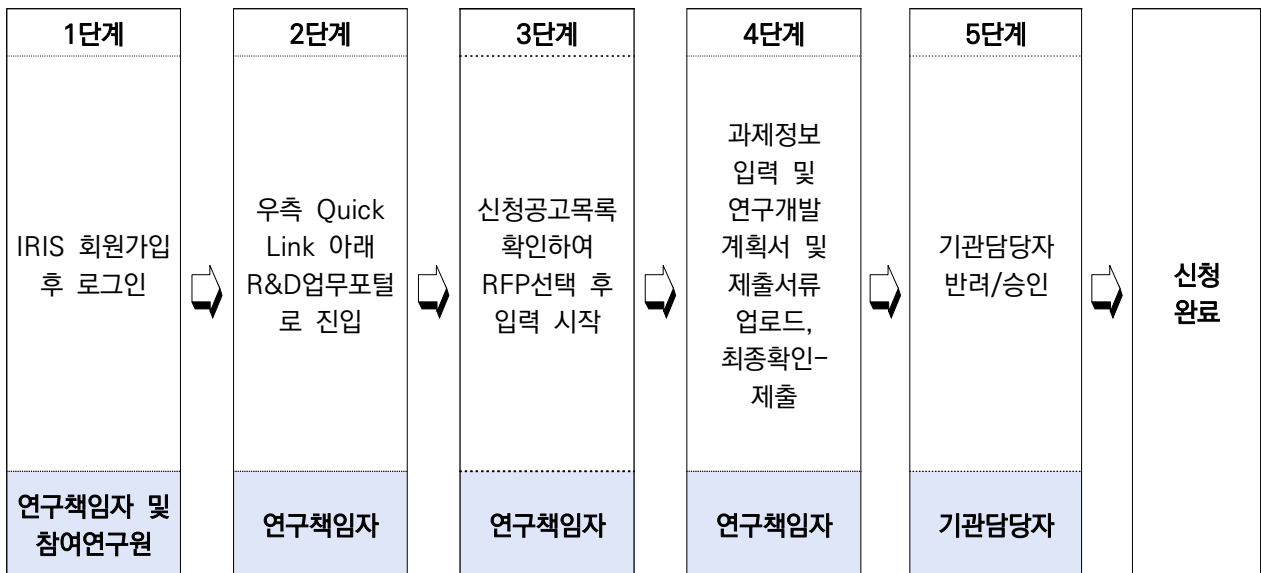 1단계
IRIS 회원가입
후 로그인
연구책임자 및
참여연구원
2단계
우측 Quick
Link 아래
R&D업무포털
로 진입
연구책임자
3단계
신청공고목록
확인하여
RFP선택 후
입력 시작
연구책임자
4단계
과제정보
입력 및
연구개발
계획서 및
제출서류
업로드,
최종확인-
제출
연구책임자
5단계
기관담당자
반려/승인
기관담당자
신청
완료